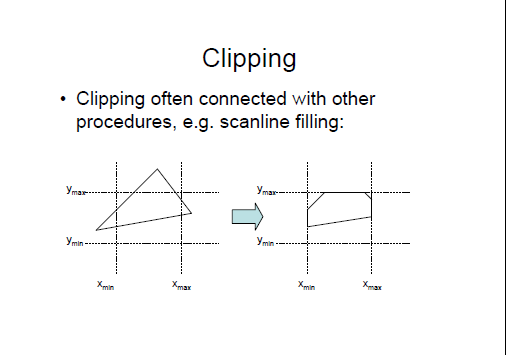 Clipping
• Clipping often connected with other
procedures, e.g. scanline filling:
ymax
ymax
ymin
ymin
xmin
xmax
xmin
xmax